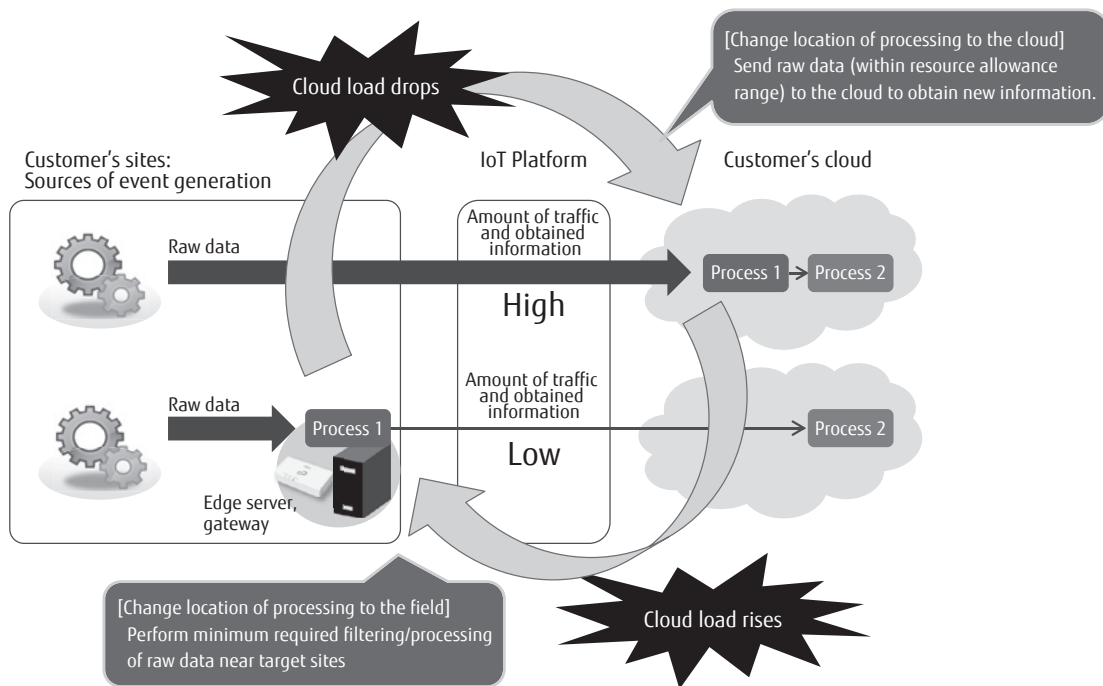 Cloud load drops
[Change location of processing to the cloud]
Send raw data (within resource allowance
range) to the cloud to obtain new information.
Customer's sites:
Sources of event generation
IoT Platform
Customer's cloud
Raw data
Amount of traffic
and obtained
information
High
Process 1
Process 2
Raw data
Process 1
Edge server,
gateway
Amount of traffic
and obtained
information
Low
Process 2
[Change location of processing to the field]
Perform minimum required filtering/processing
of raw data near target sites
Cloud load rises